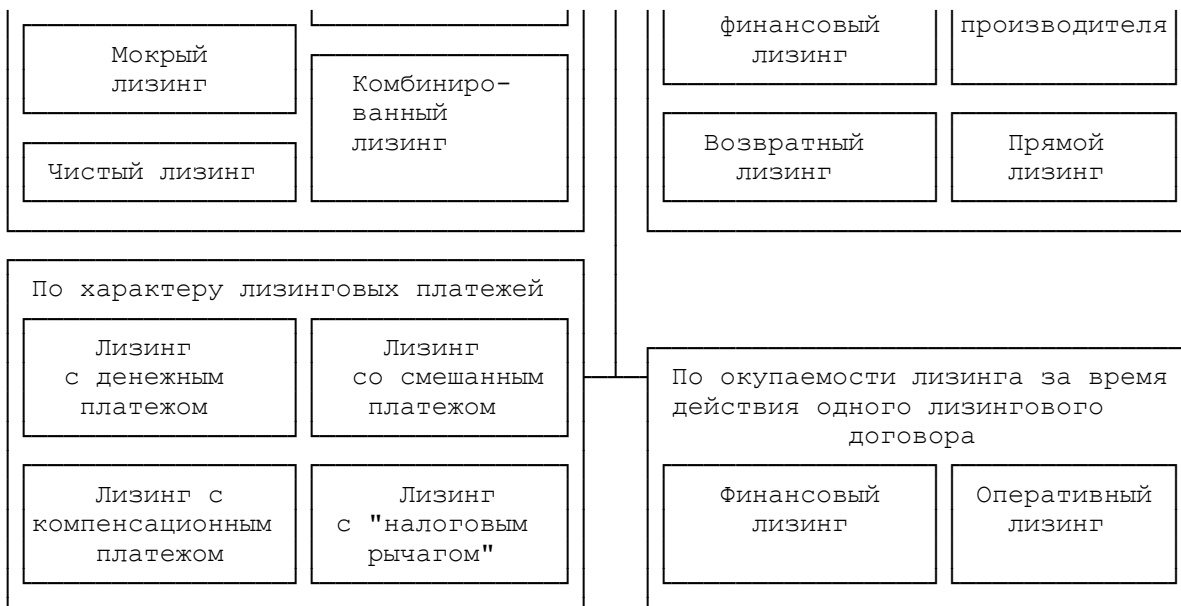 Мокрый
лизинг
Комбиниро-
ванный
лизинг
Чистый лизинг
финансовый
лизинг
производителя
Возвратный
лизинг
Прямой
лизинг
По характеру лизинговых платежей
Лизинг
с денежным
платежом
Лизинг
со смешанным
платежом
Лизинг с
компенсационным
платежом
Лизинг
с "налоговым
рычагом"
По окупаемости лизинга за время
действия одного лизингового
договора
Финансовый
лизинг
Оперативный
лизинг